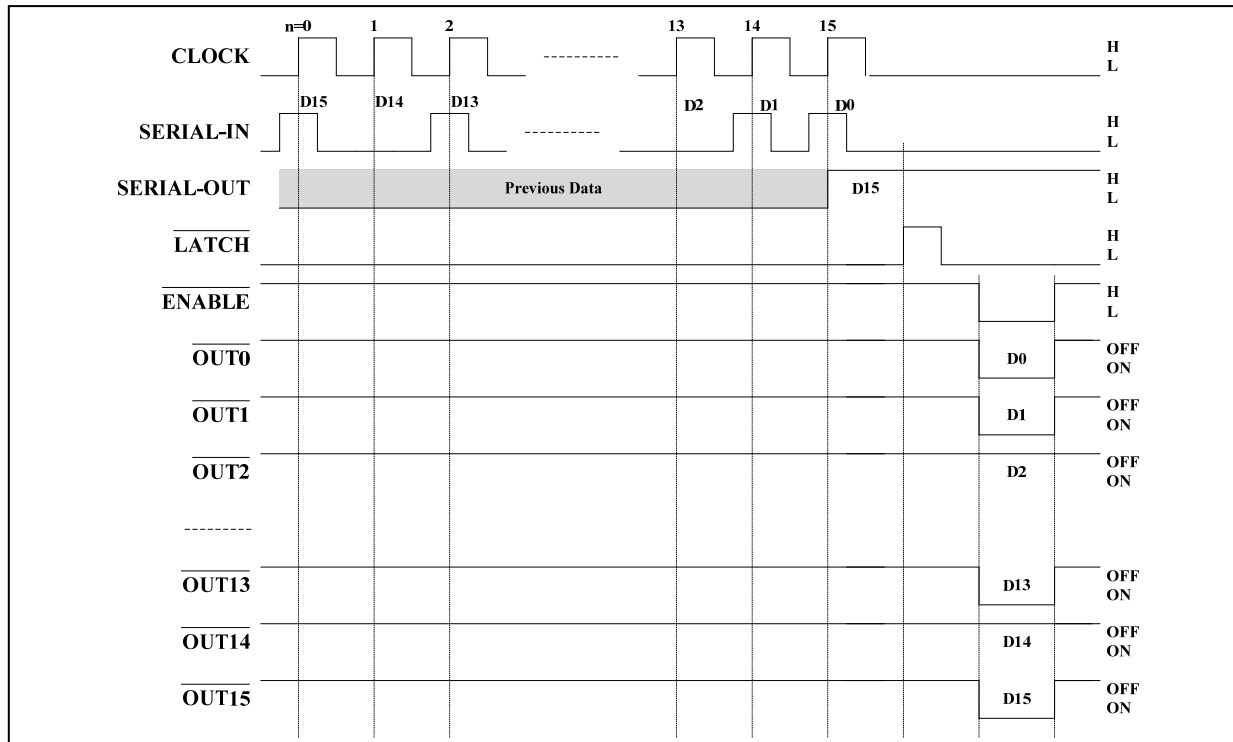 n=0 1 2 13 14 15
CLOCK H
L
D15 D14 D13 D2 D1 D0
SERIAL-IN H
L
SERIAL-OUT Previous Data D15 H
L
LATCH H
L
ENABLE H
L
OUT0 D0 OFF
ON
OUT1 D1 OFF
ON
OUT2 D2 OFF
ON
OUT13 D13 OFF
ON
OUT14 D14 OFF
ON
OUT15 D15 OFF
ON